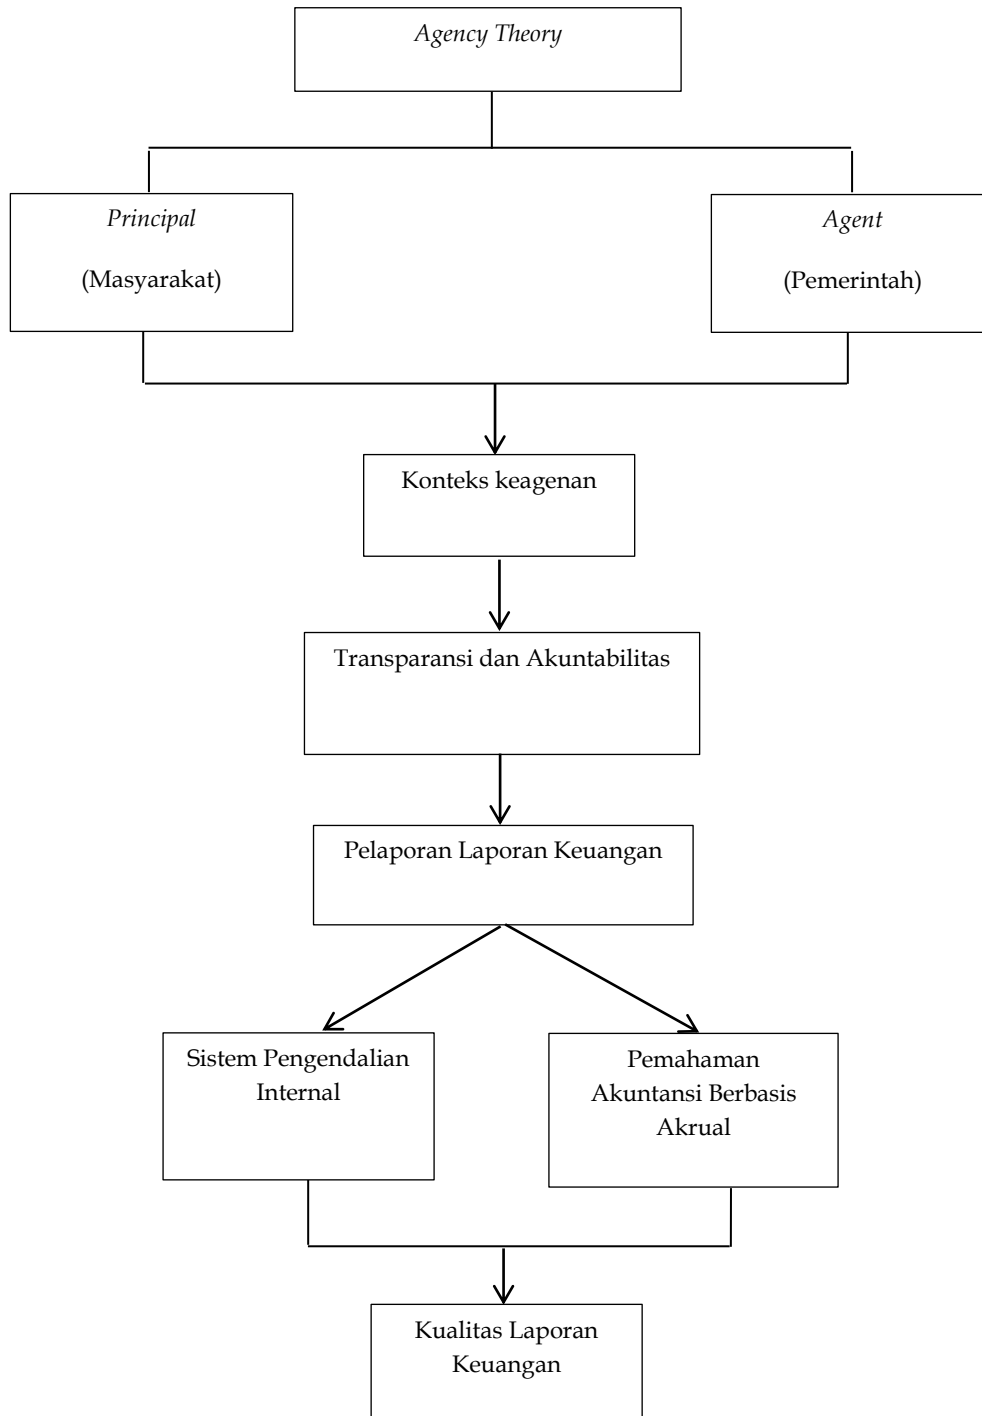 Agency Theory
Principal
(Masyarakat)
Agent
(Pemerintah)
Konteks keagenan
Transparansi dan Akuntabilitas
Pelaporan Laporan Keuangan
Sistem Pengendalian
Internal
Pemahaman
Akuntansi Berbasis
Akrual
Kualitas Laporan
Keuangan